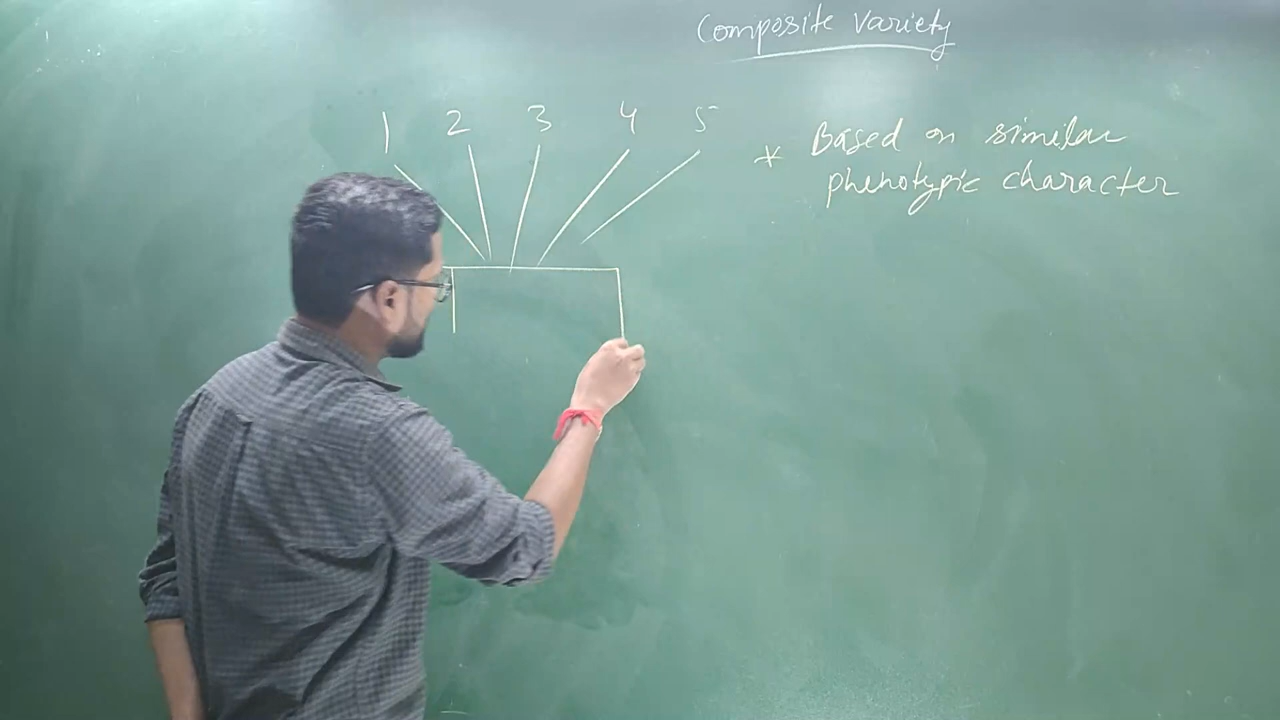 Composite Variety
1 2 3 4 5
* Based on similar
phenotypic character